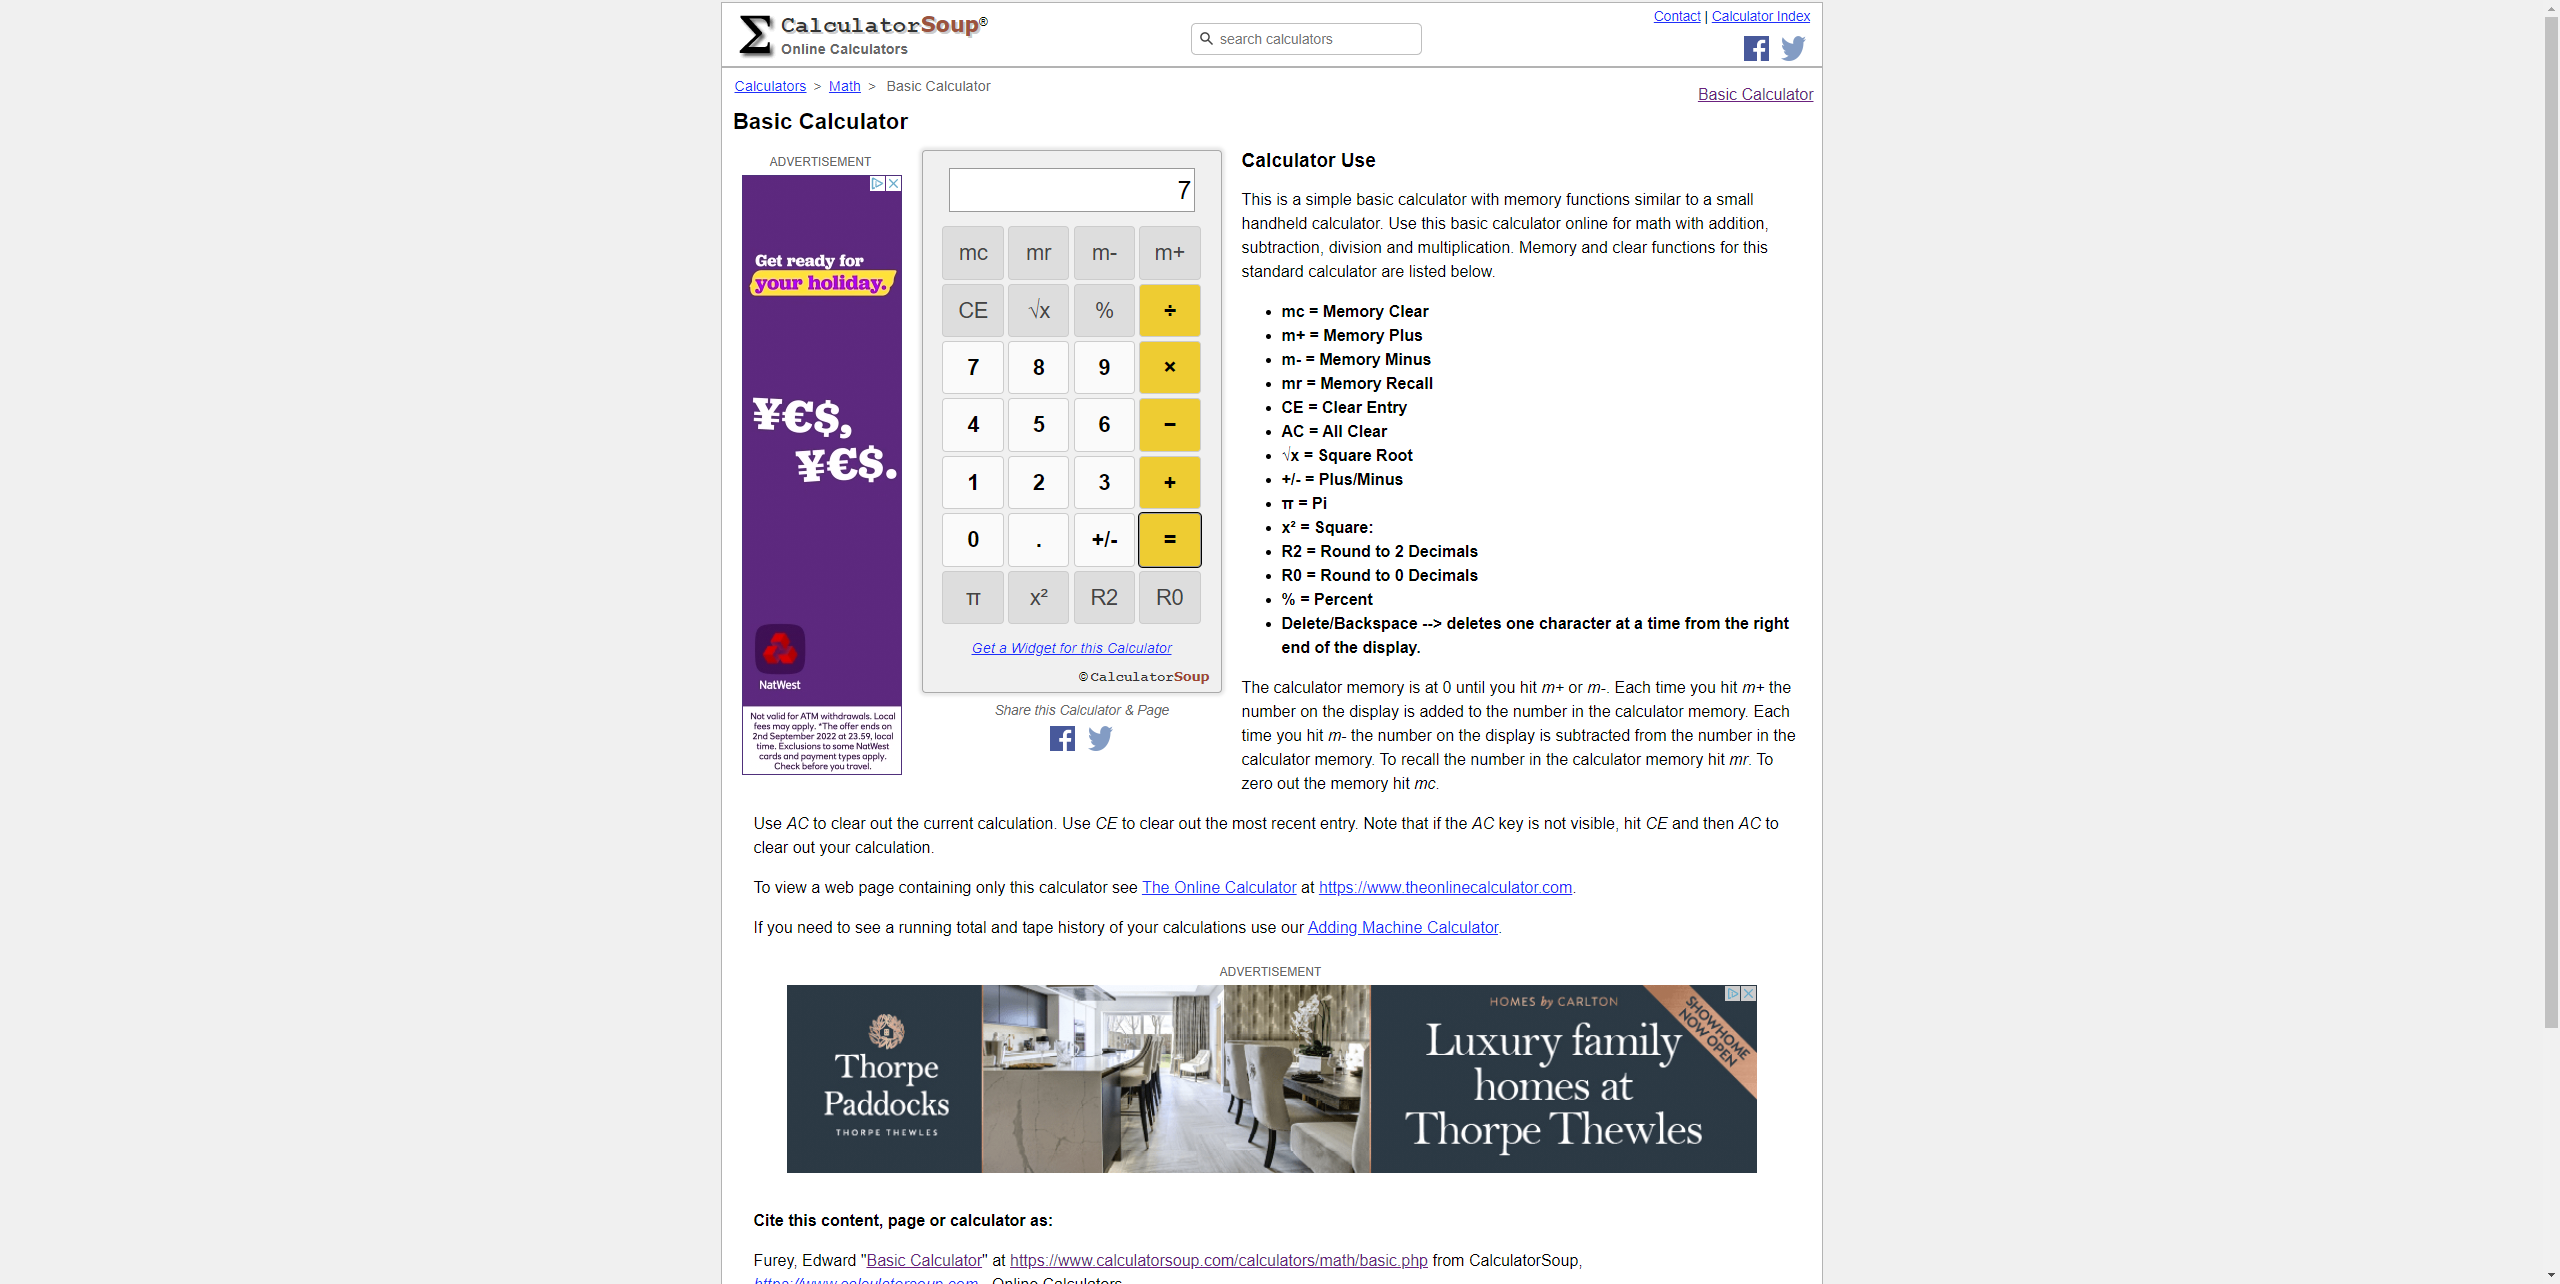 CalculatorSoup®
Online Calculators
search calculators
Contact | Calculator Index
Calculators > Math > Basic Calculator
Basic Calculator
Basic Calculator
ADVERTISEMENT
Get ready for
your holiday.
¥€$,
¥€$.
NatWest
Not valid for ATM withdrawals. Local
fees may apply. *The offer ends on
2nd September 2022 at 23.59, local
time. Exclusions to some NatWest
cards and payment types apply.
Check before you travel.
7
mc mr m- m+
CE √x % ÷
7 8 9 ×
4 5 6 −
1 2 3 +
0 . +/- =
π x² R2 R0
Get a Widget for this Calculator
©CalculatorSoup
Share this Calculator & Page
Calculator Use
This is a simple basic calculator with memory functions similar to a small
handheld calculator. Use this basic calculator online for math with addition,
subtraction, division and multiplication. Memory and clear functions for this
standard calculator are listed below.
• mc = Memory Clear
• m+ = Memory Plus
• m- = Memory Minus
• mr = Memory Recall
• CE = Clear Entry
• AC = All Clear
• √x = Square Root
• +/- = Plus/Minus
• π = Pi
• x² = Square:
• R2 = Round to 2 Decimals
• R0 = Round to 0 Decimals
• % = Percent
• Delete/Backspace --> deletes one character at a time from the right
end of the display.
The calculator memory is at 0 until you hit m+ or m-. Each time you hit m+ the
number on the display is added to the number in the calculator memory. Each
time you hit m- the number on the display is subtracted from the number in the
calculator memory. To recall the number in the calculator memory hit mr. To
zero out the memory hit mc.
Use AC to clear out the current calculation. Use CE to clear out the most recent entry. Note that if the AC key is not visible, hit CE and then AC to
clear out your calculation.
To view a web page containing only this calculator see The Online Calculator at https://www.theonlinecalculator.com.
If you need to see a running total and tape history of your calculations use our Adding Machine Calculator.
ADVERTISEMENT
Thorpe
Paddocks
THORPE THEWLES
HOMES by CARLTON
Luxury family
homes at
Thorpe Thewles
SHOWHOME
NOW OPEN
Cite this content, page or calculator as:
Furey, Edward "Basic Calculator" at https://www.calculatorsoup.com/calculators/math/basic.php from CalculatorSoup,
https://www.calculatorsoup.com - Online Calculators